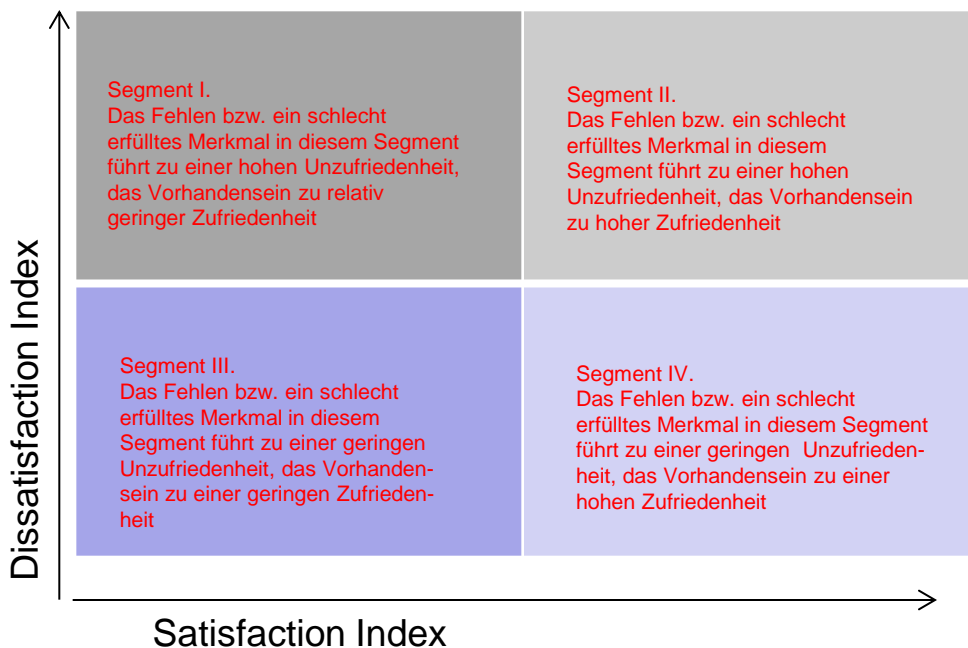 Segment I.
Das Fehlen bzw. ein schlecht
erfülltes Merkmal in diesem Segment
führt zu einer hohen Unzufriedenheit,
das Vorhandensein zu relativ
geringer Zufriedenheit
Segment II.
Das Fehlen bzw. ein schlecht
erfülltes Merkmal in diesem
Segment führt zu einer hohen
Unzufriedenheit, das Vorhandensein
zu hoher Zufriedenheit
Segment III.
Das Fehlen bzw. ein schlecht
erfülltes Merkmal in diesem
Segment führt zu einer geringen
Unzufriedenheit, das Vorhanden-
sein zu einer geringen Zufrieden-
heit
Segment IV.
Das Fehlen bzw. ein schlecht
erfülltes Merkmal in diesem Segment
führt zu einer geringen  Unzufrieden-
heit, das Vorhandensein zu einer
hohen Zufriedenheit
Dissatisfaction Index
Satisfaction Index